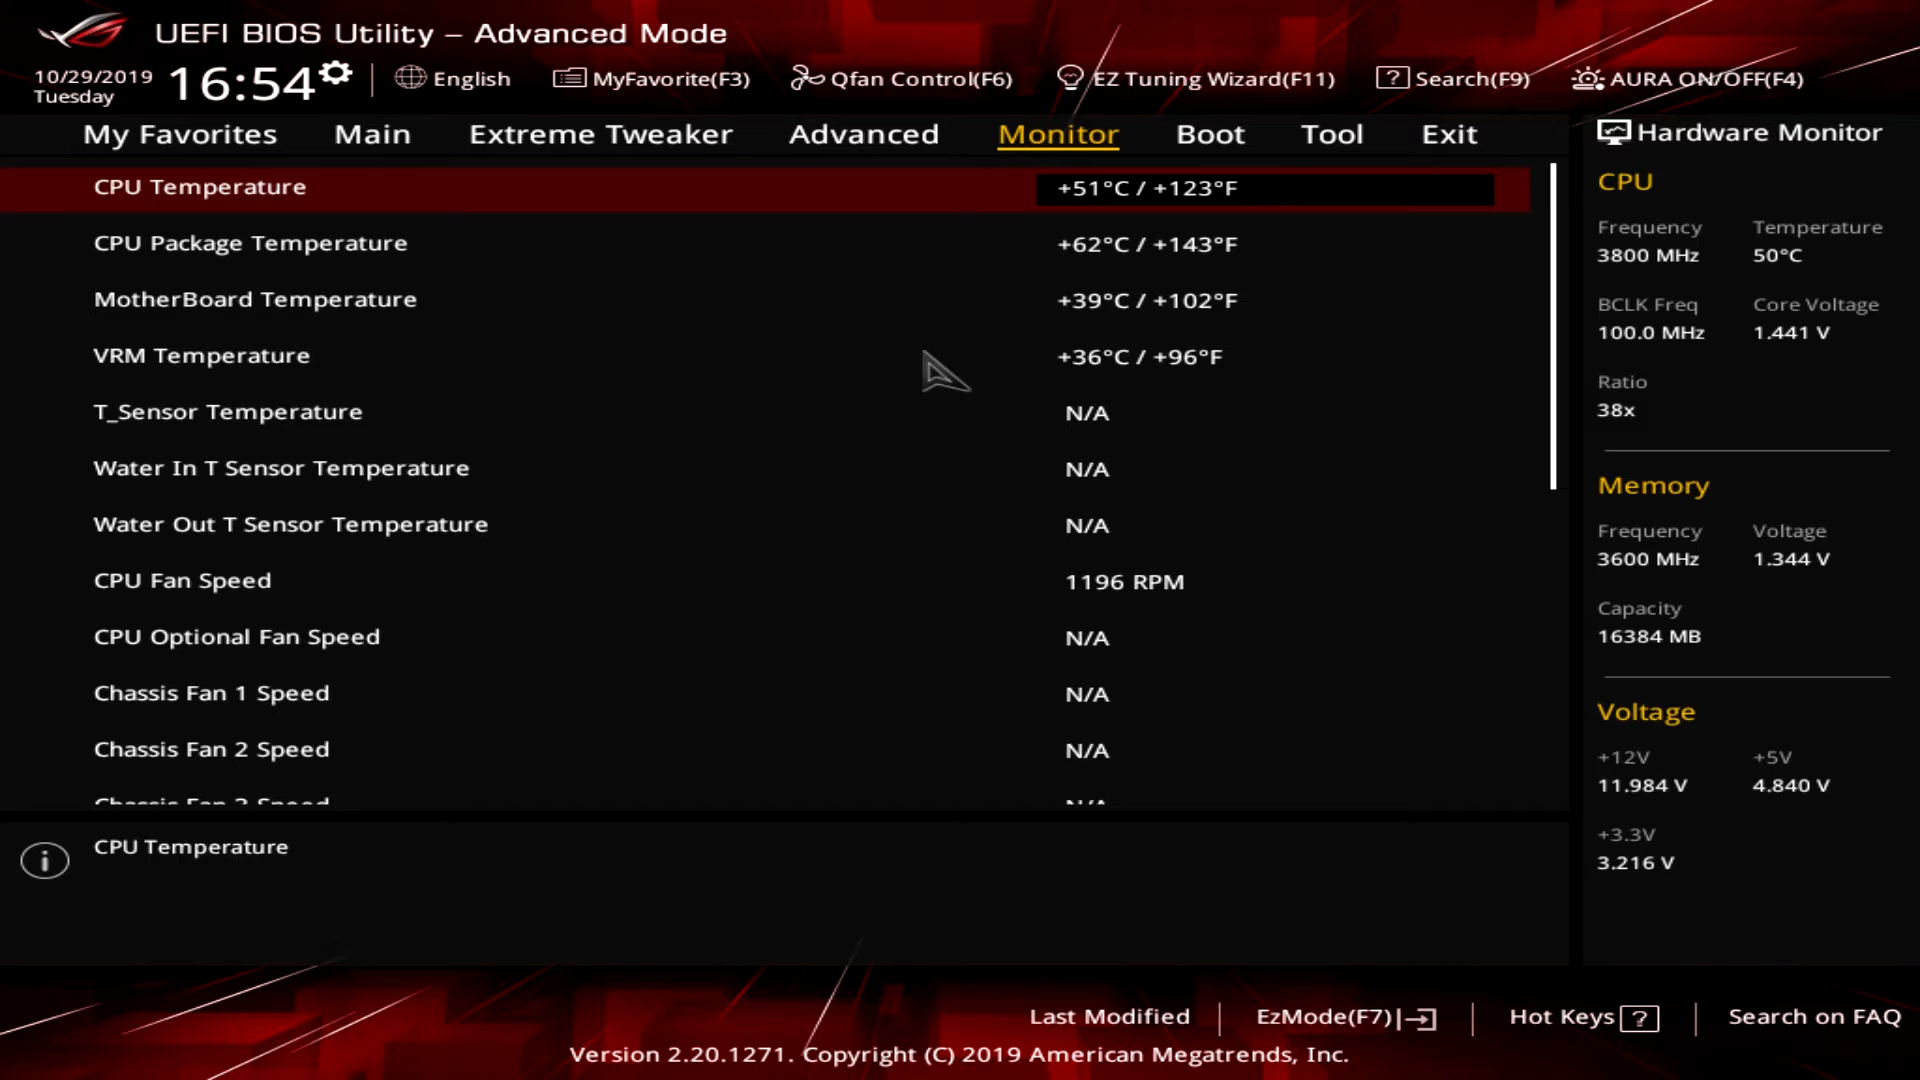 UEFI BIOS Utility – Advanced Mode
10/29/2019
Tuesday
16:54
English
MyFavorite(F3)
Qfan Control(F6)
EZ Tuning Wizard(F11)
? Search(F9)
AURA ON/OFF(F4)
My Favorites Main Extreme Tweaker Advanced Monitor Boot Tool Exit
CPU Temperature +51°C / +123°F
CPU Package Temperature +62°C / +143°F
MotherBoard Temperature +39°C / +102°F
VRM Temperature +36°C / +96°F
T_Sensor Temperature N/A
Water In T Sensor Temperature N/A
Water Out T Sensor Temperature N/A
CPU Fan Speed 1196 RPM
CPU Optional Fan Speed N/A
Chassis Fan 1 Speed N/A
Chassis Fan 2 Speed N/A
Chassis Fan 3 Speed N/A
i CPU Temperature
Hardware Monitor
CPU
Frequency Temperature
3800 MHz 50°C
BCLK Freq Core Voltage
100.0 MHz 1.441 V
Ratio
38x
Memory
Frequency Voltage
3600 MHz 1.344 V
Capacity
16384 MB
Voltage
+12V +5V
11.984 V 4.840 V
+3.3V
3.216 V
Last Modified EzMode(F7) Hot Keys ? Search on FAQ
Version 2.20.1271. Copyright (C) 2019 American Megatrends, Inc.